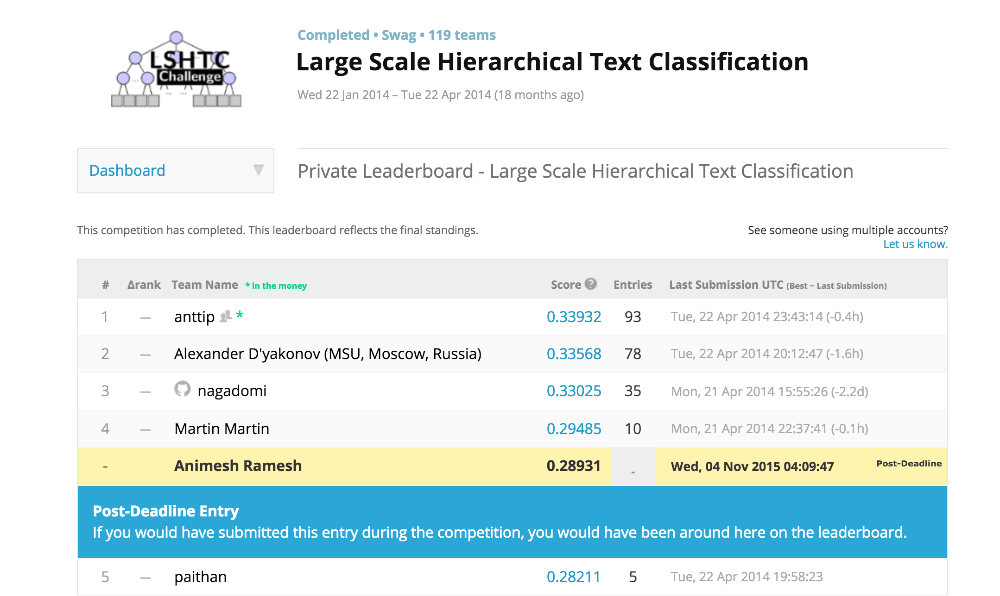 LSHTC
Challenge
Completed • Swag • 119 teams
Large Scale Hierarchical Text Classification
Wed 22 Jan 2014 – Tue 22 Apr 2014 (18 months ago)
Dashboard
Private Leaderboard - Large Scale Hierarchical Text Classification
This competition has completed. This leaderboard reflects the final standings.
See someone using multiple accounts?
Let us know.
# Δrank Team Name * in the money Score ? Entries Last Submission UTC (Best − Last Submission)
1 — anttip * 0.33932 93 Tue, 22 Apr 2014 23:43:14 (-0.4h)
2 — Alexander D'yakonov (MSU, Moscow, Russia) 0.33568 78 Tue, 22 Apr 2014 20:12:47 (-1.6h)
3 — nagadomi 0.33025 35 Mon, 21 Apr 2014 15:55:26 (-2.2d)
4 — Martin Martin 0.29485 10 Mon, 21 Apr 2014 22:37:41 (-0.1h)
- Animesh Ramesh 0.28931 - Wed, 04 Nov 2015 04:09:47 Post-Deadline
Post-Deadline Entry
If you would have submitted this entry during the competition, you would have been around here on the leaderboard.
5 — paithan 0.28211 5 Tue, 22 Apr 2014 19:58:23